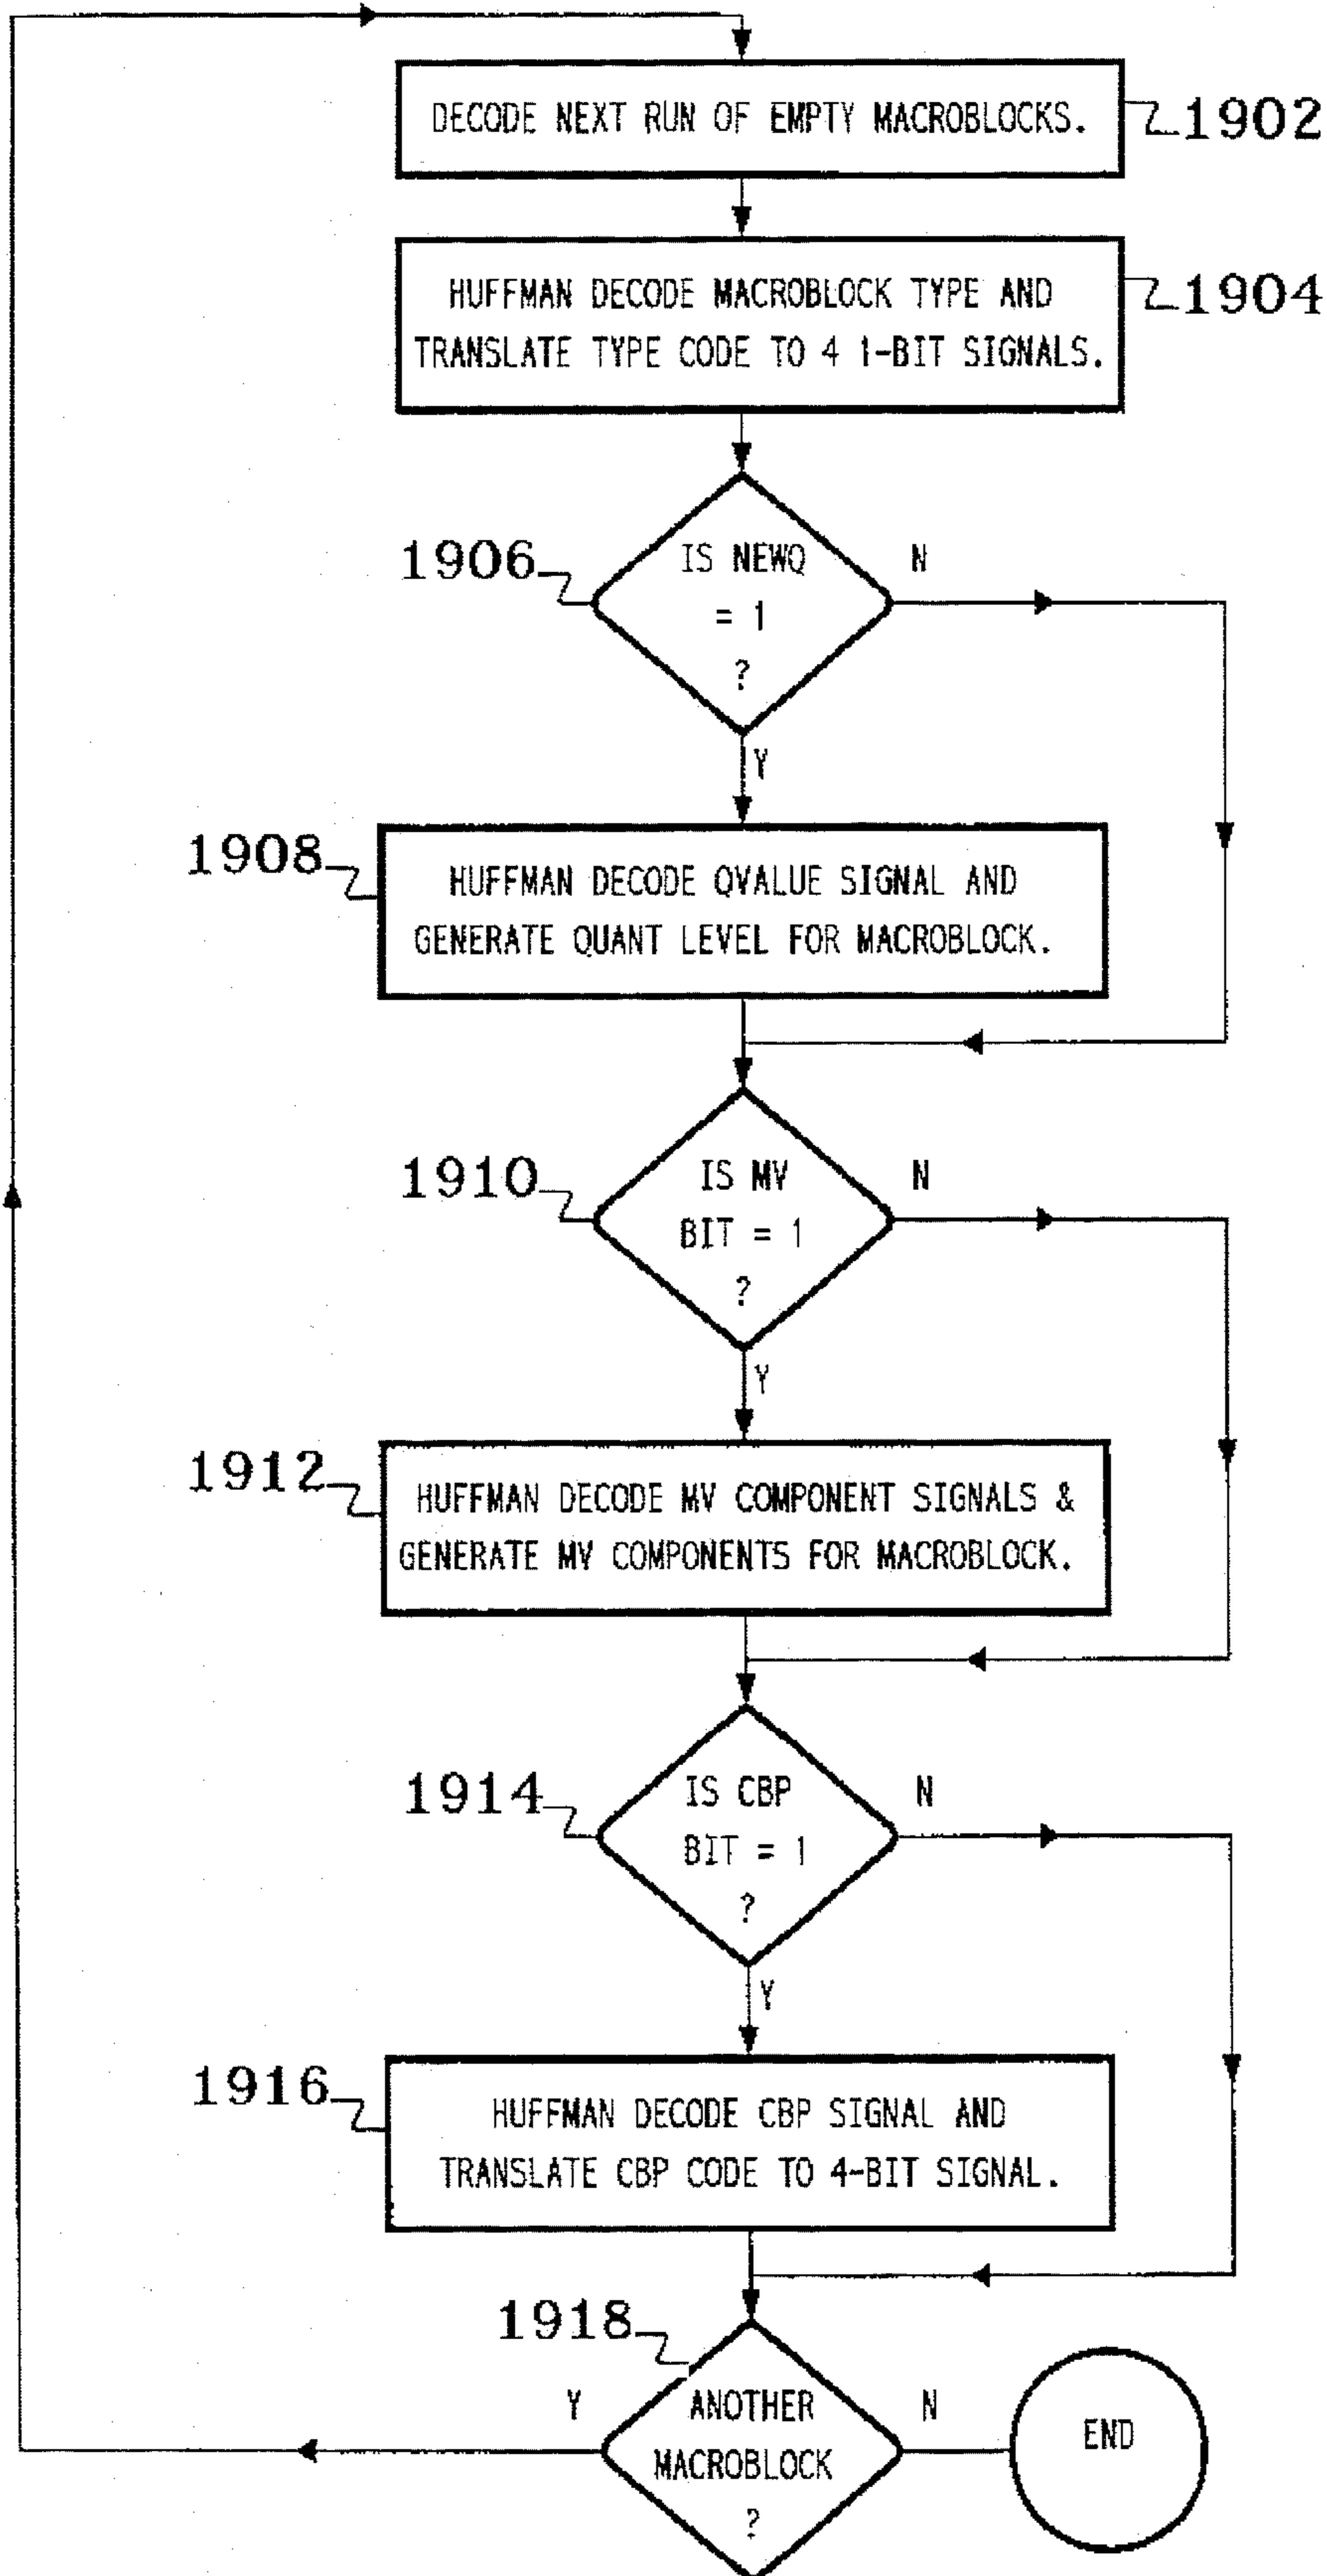 DECODE NEXT RUN OF EMPTY MACROBLOCKS.
1902
HUFFMAN DECODE MACROBLOCK TYPE AND
TRANSLATE TYPE CODE TO 4 1-BIT SIGNALS.
1904
1906
IS NEWQ
= 1
?
N
Y
1908
HUFFMAN DECODE QVALUE SIGNAL AND
GENERATE QUANT LEVEL FOR MACROBLOCK.
1910
IS MV
BIT = 1
?
N
Y
1912
HUFFMAN DECODE MV COMPONENT SIGNALS &
GENERATE MV COMPONENTS FOR MACROBLOCK.
1914
IS CBP
BIT = 1
?
N
Y
1916
HUFFMAN DECODE CBP SIGNAL AND
TRANSLATE CBP CODE TO 4-BIT SIGNAL.
1918
Y
ANOTHER
MACROBLOCK
?
N
END